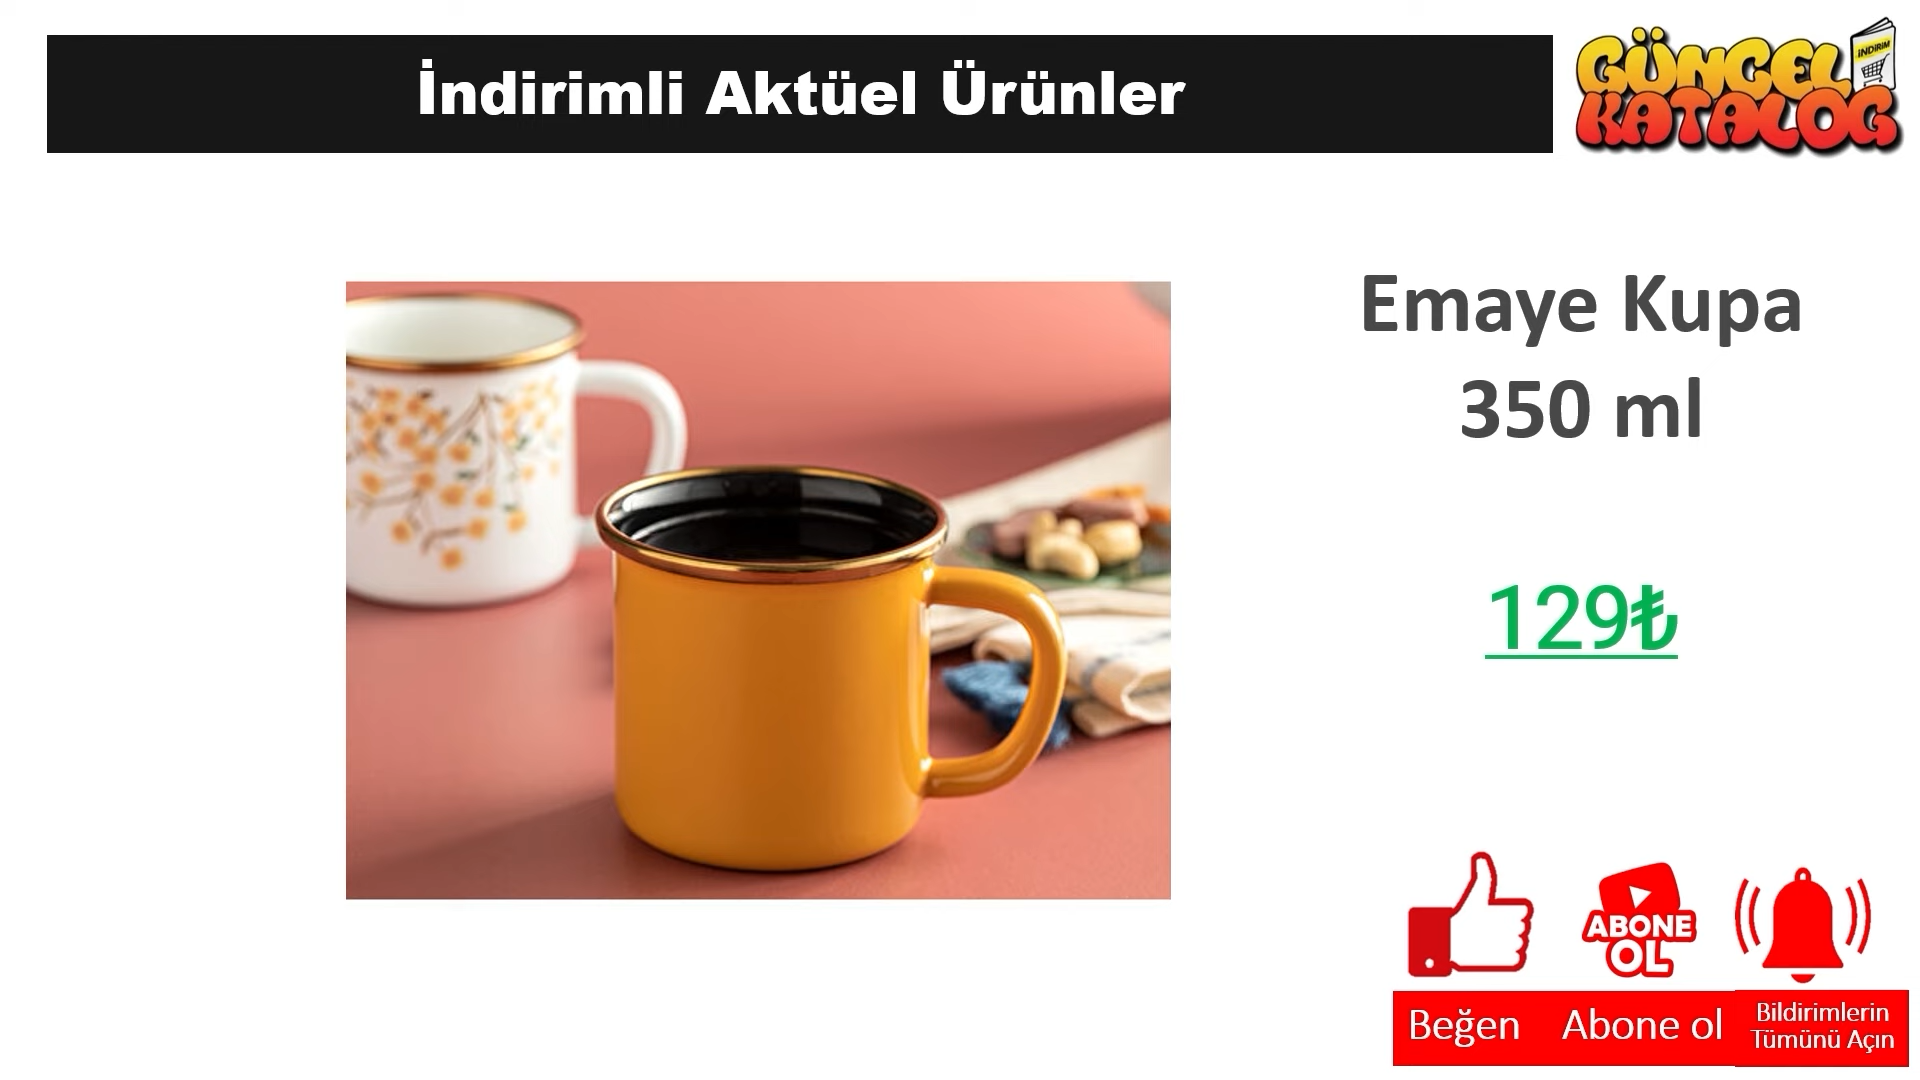 İndirimli Aktüel Ürünler
GÜNCEL
KATALOG
İNDİRİM
Emaye Kupa
350 ml
129₺
ABONE
OL
Beğen
Abone ol
Bildirimlerin
Tümünü Açın